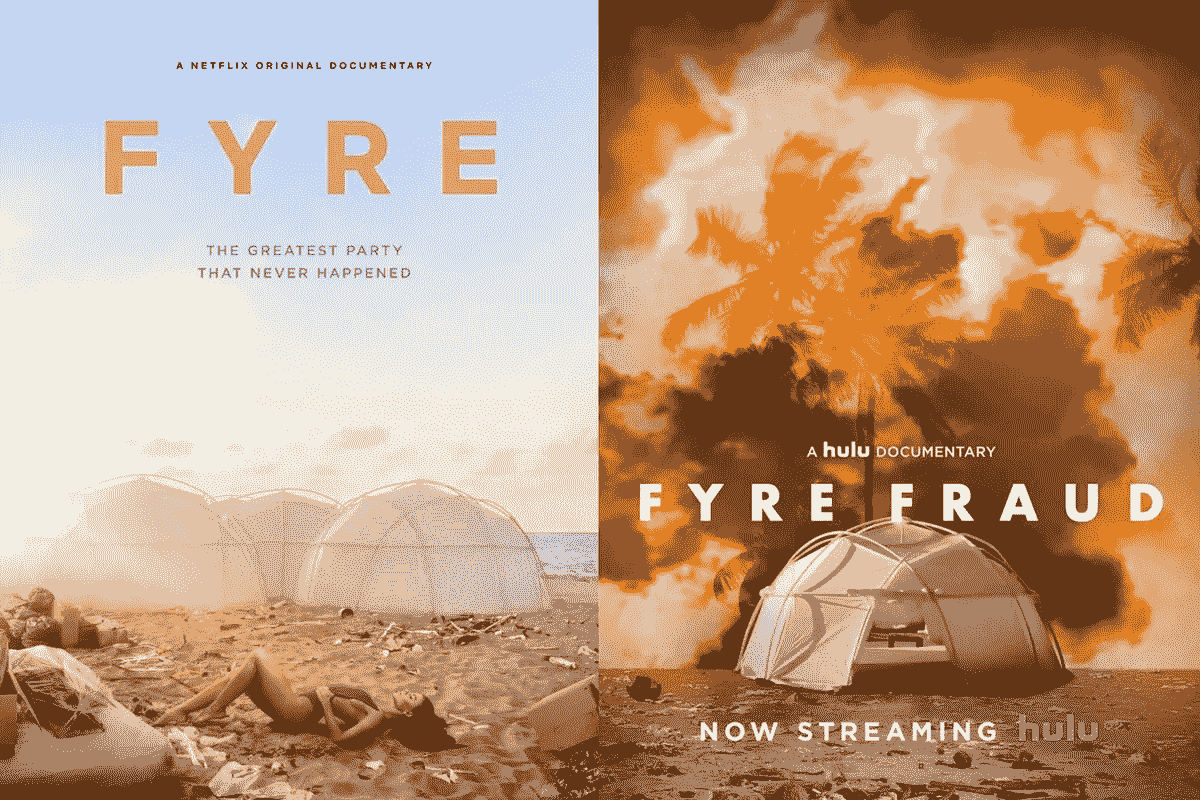 A NETFLIX ORIGINAL DOCUMENTARY
FYRE
THE GREATEST PARTY
THAT NEVER HAPPENED
A hulu DOCUMENTARY
FYRE FRAUD
NOW STREAMING hulu